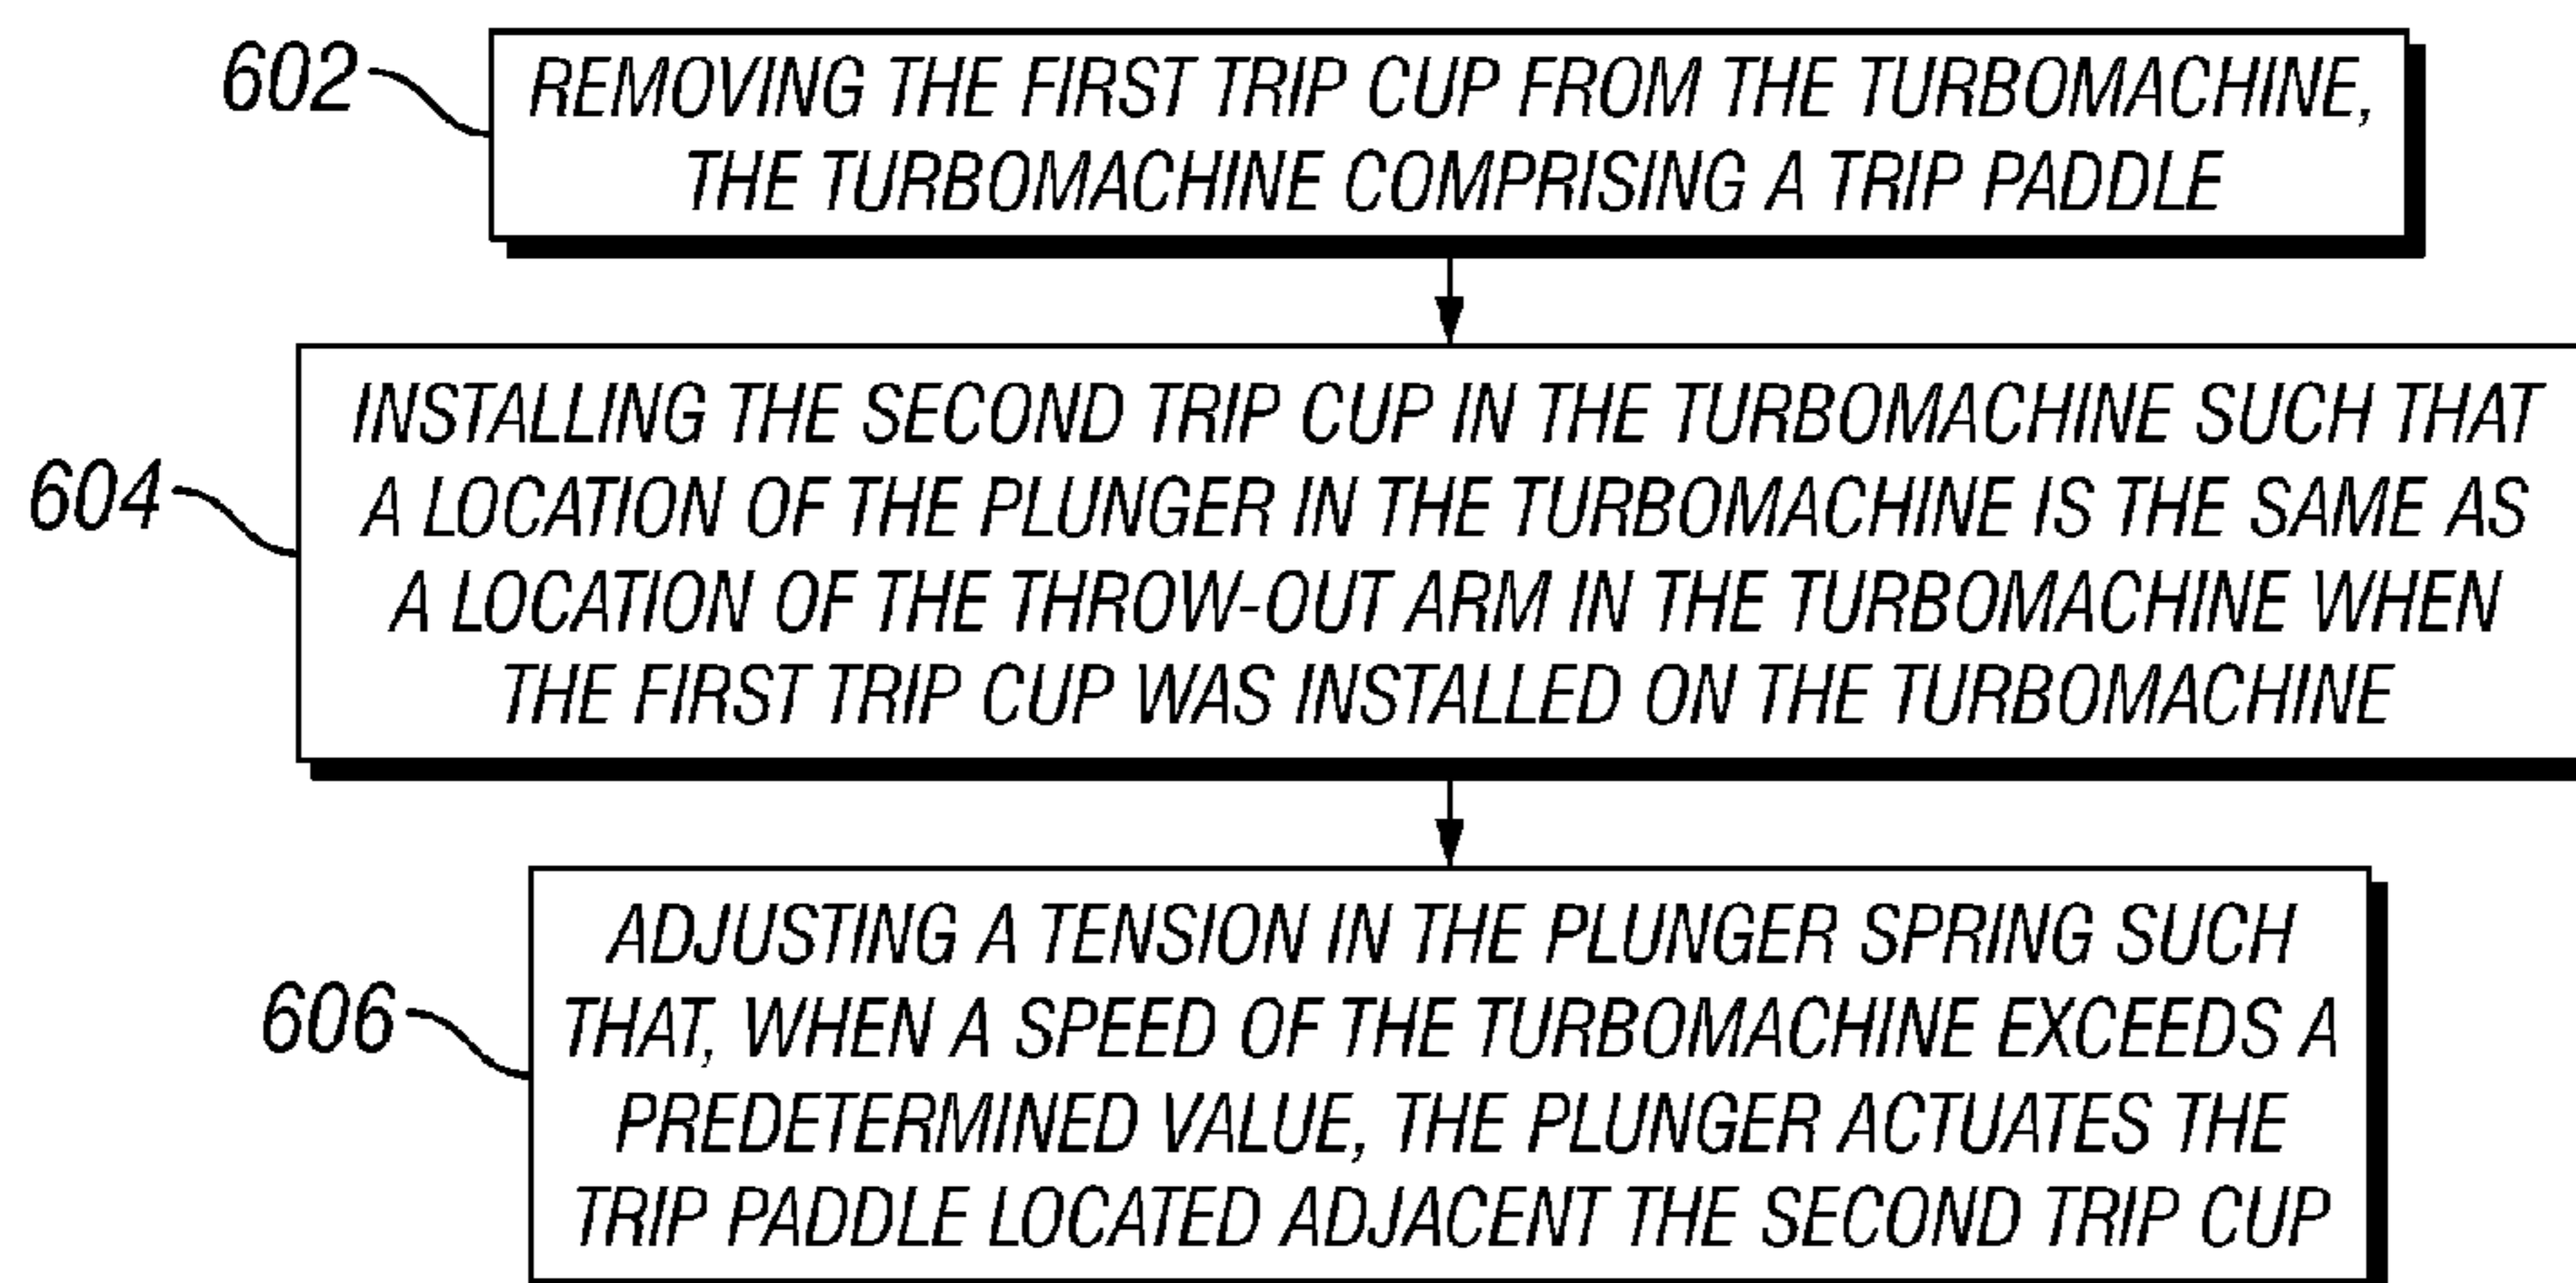 602
REMOVING THE FIRST TRIP CUP FROM THE TURBOMACHINE,
THE TURBOMACHINE COMPRISING A TRIP PADDLE
604
INSTALLING THE SECOND TRIP CUP IN THE TURBOMACHINE SUCH THAT
A LOCATION OF THE PLUNGER IN THE TURBOMACHINE IS THE SAME AS
A LOCATION OF THE THROW-OUT ARM IN THE TURBOMACHINE WHEN
THE FIRST TRIP CUP WAS INSTALLED ON THE TURBOMACHINE
606
ADJUSTING A TENSION IN THE PLUNGER SPRING SUCH
THAT, WHEN A SPEED OF THE TURBOMACHINE EXCEEDS A
PREDETERMINED VALUE, THE PLUNGER ACTUATES THE
TRIP PADDLE LOCATED ADJACENT THE SECOND TRIP CUP